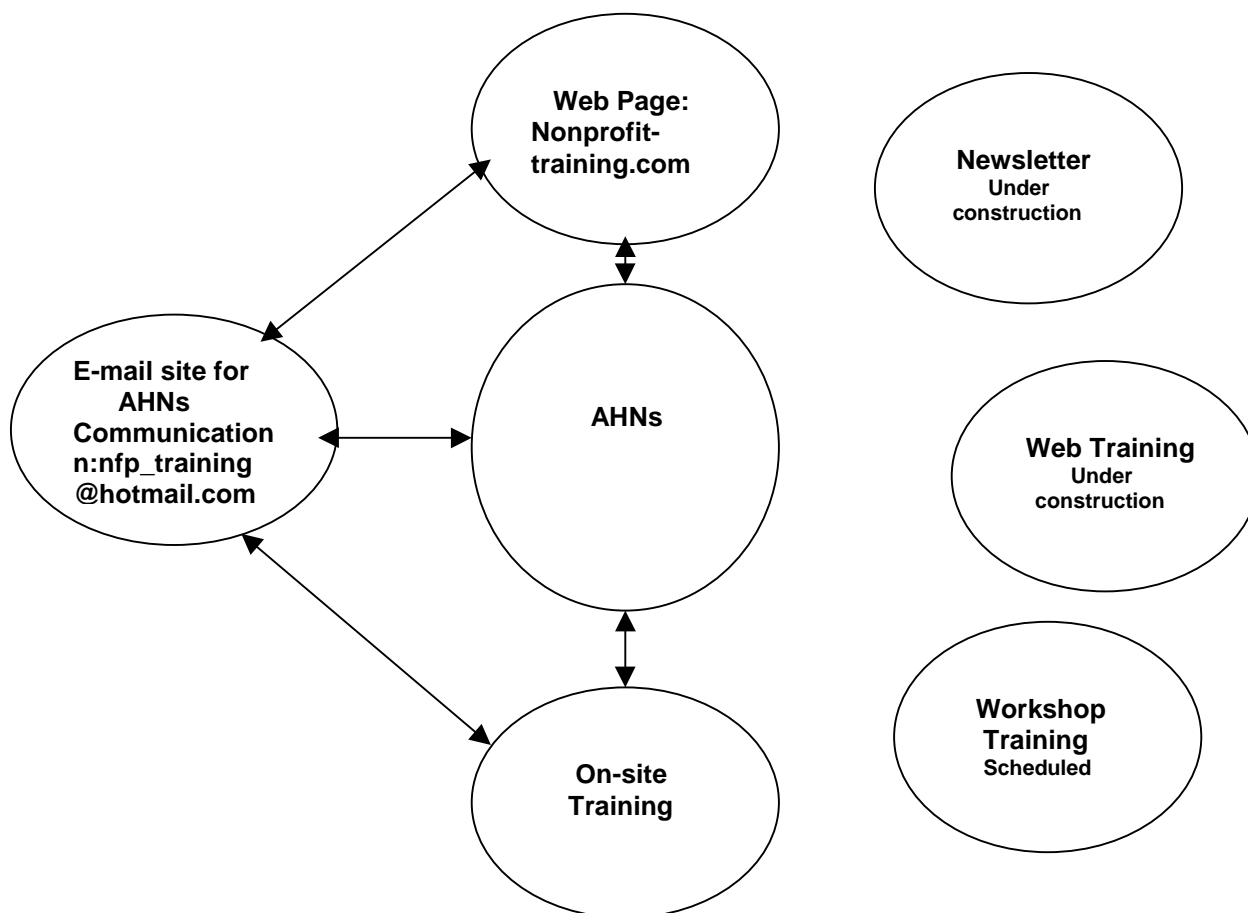 Web Page:
Nonprofit-
training.com
Newsletter
Under
construction
E-mail site for
AHNs
Communication
n:nfp_training
@hotmail.com
AHNs
Web Training
Under
construction
On-site
Training
Workshop
Training
Scheduled